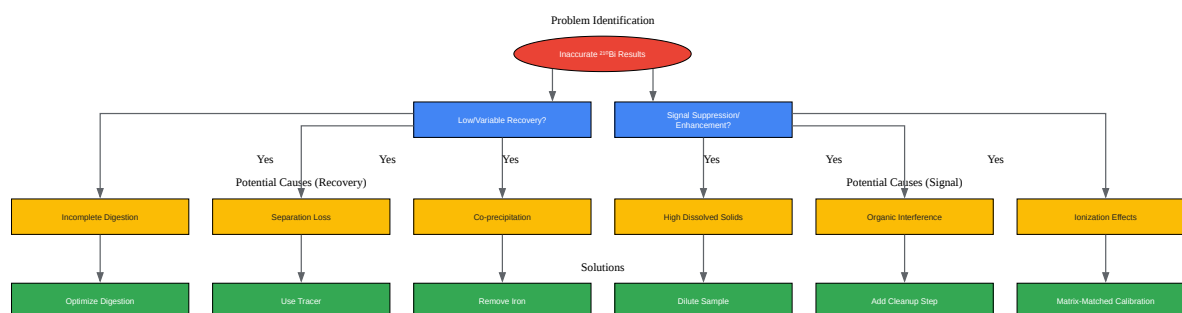 Problem Identification
Inaccurate ²¹⁰Bi Results
Low/Variable Recovery?
Signal Suppression/
Enhancement?
Yes Yes Yes Yes Yes Yes
Potential Causes (Recovery) Potential Causes (Signal)
Incomplete Digestion Separation Loss Co-precipitation High Dissolved Solids Organic Interference Ionization Effects
Solutions
Optimize Digestion Use Tracer Remove Iron Dilute Sample Add Cleanup Step Matrix-Matched Calibration